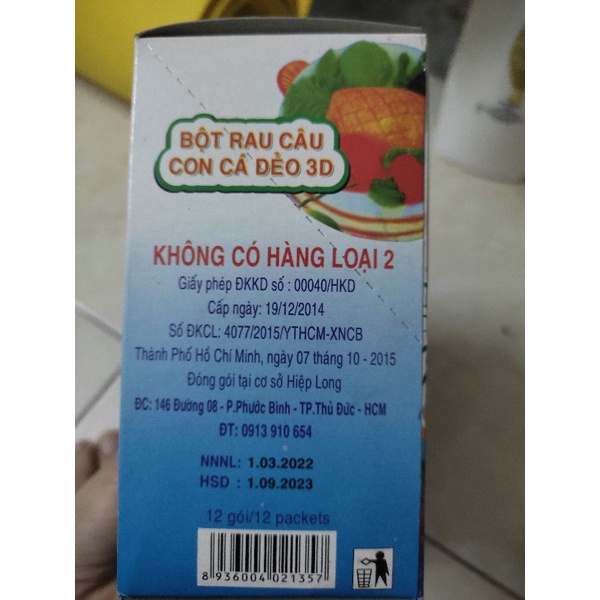 BỘT RAU CÂU
CON CÁ DẺO 3D
KHÔNG CÓ HÀNG LOẠI 2
Giấy phép ĐKKD số : 00040/HKD
Cấp ngày: 19/12/2014
Số ĐKCL: 4077/2015/YTHCM-XNCB
Thành Phố Hồ Chí Minh, ngày 07 tháng 10 - 2015
Đóng gói tại cơ sở Hiệp Long
ĐC: 146 Đường 08 - P.Phước Bình - TP.Thủ Đức - HCM
ĐT: 0913 910 654
NNNL: 1.03.2022
HSD : 1.09.2023
12 gói/12 packets
8 936004 021357